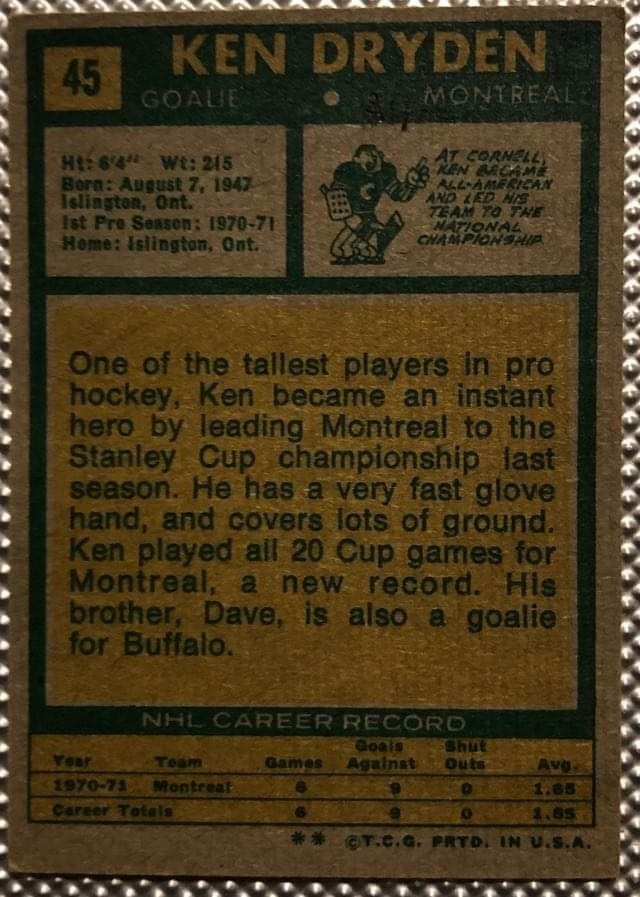 45
KEN DRYDEN
GOALIE • MONTREAL
Ht: 6'4" Wt: 215
Born: August 7, 1947
Islington, Ont.
1st Pro Season: 1970-71
Home: Islington, Ont.
AT CORNELL,
KEN BECAME
ALL-AMERICAN
AND LED HIS
TEAM TO THE
NATIONAL
CHAMPIONSHIP
C
One of the tallest players in pro
hockey, Ken became an instant
hero by leading Montreal to the
Stanley Cup championship last
season. He has a very fast glove
hand, and covers lots of ground.
Ken played all 20 Cup games for
Montreal, a new record. His
brother, Dave, is also a goalie
for Buffalo.
NHL CAREER RECORD
Year Team Games Goals Against Shut Outs Avg.
1970-71 Montreal 6 9 0 1.65
Career Totals 6 9 0 1.65
** ©T.C.G. PRTD. IN U.S.A.